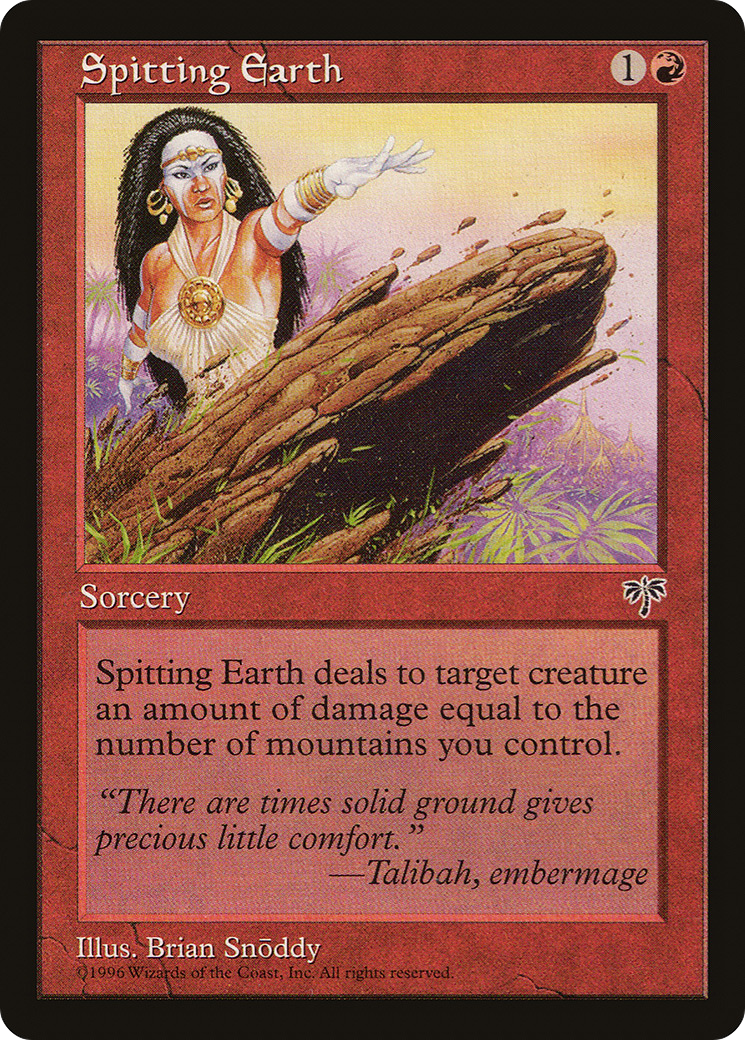 Spitting Earth 1
Sorcery
Spitting Earth deals to target creature
an amount of damage equal to the
number of mountains you control.
“There are times solid ground gives
precious little comfort.”
—Talibah, embermage
Illus. Brian Snōddy
©1996 Wizards of the Coast, Inc. All rights reserved.